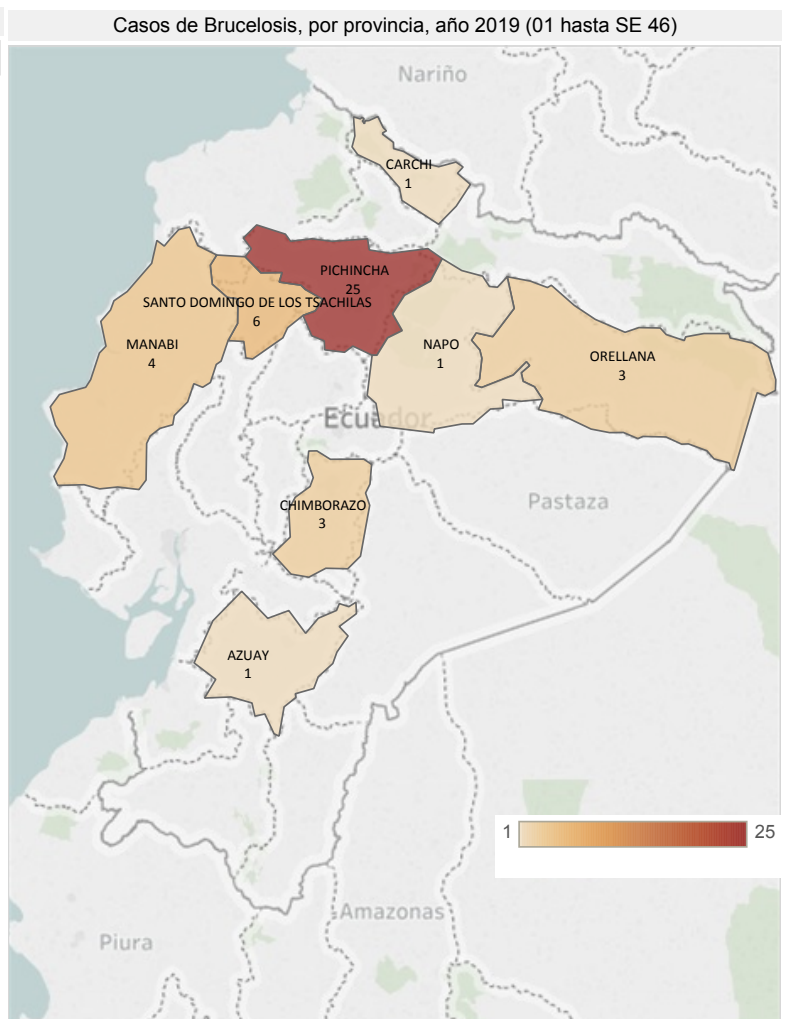 Casos de Brucelosis, por provincia, año 2019 (01 hasta SE 46)
Nariño
CARCHI
1
PICHINCHA
25
SANTO DOMINGO DE LOS TSACHILAS
6
MANABI
4
NAPO
1
ORELLANA
3
Ecuador
CHIMBORAZO
3
Pastaza
AZUAY
1
1
25
Amazonas
Piura